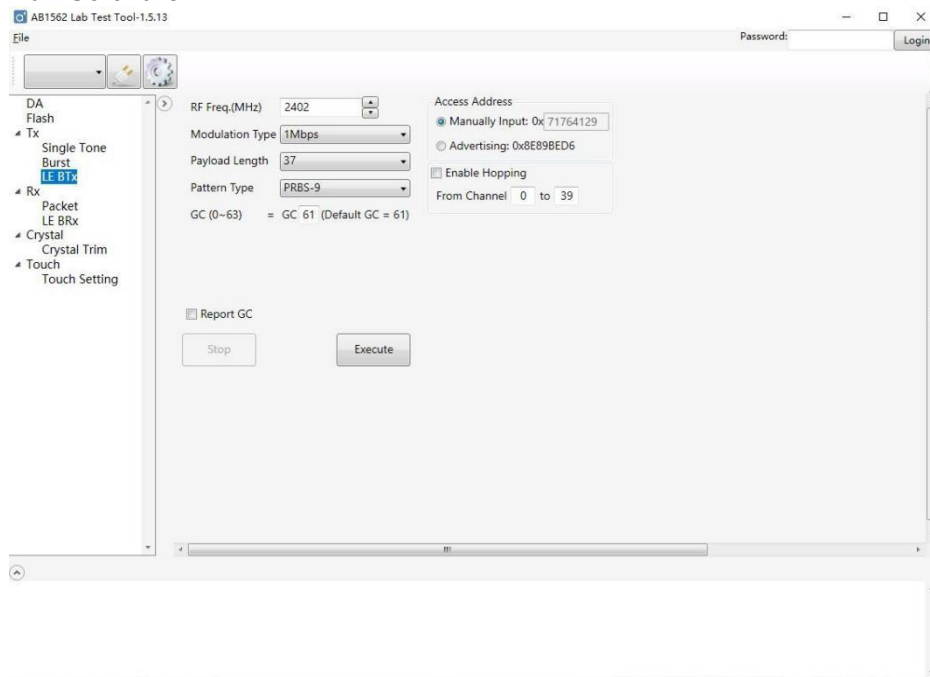 AB1562 Lab Test Tool-1.5.13
File
Password:
Login
DA
Flash
Tx
Single Tone
Burst
LE BTx
Rx
Packet
LE BRx
Crystal
Crystal Trim
Touch
Touch Setting
RF Freq.(MHz) 2402
Modulation Type 1Mbps
Payload Length 37
Pattern Type PRBS-9
GC (0~63) = GC 61 (Default GC = 61)
Access Address
Manually Input: 0x 71764129
Advertising: 0x8E89BED6
Enable Hopping
From Channel 0 to 39
Report GC
Stop
Execute